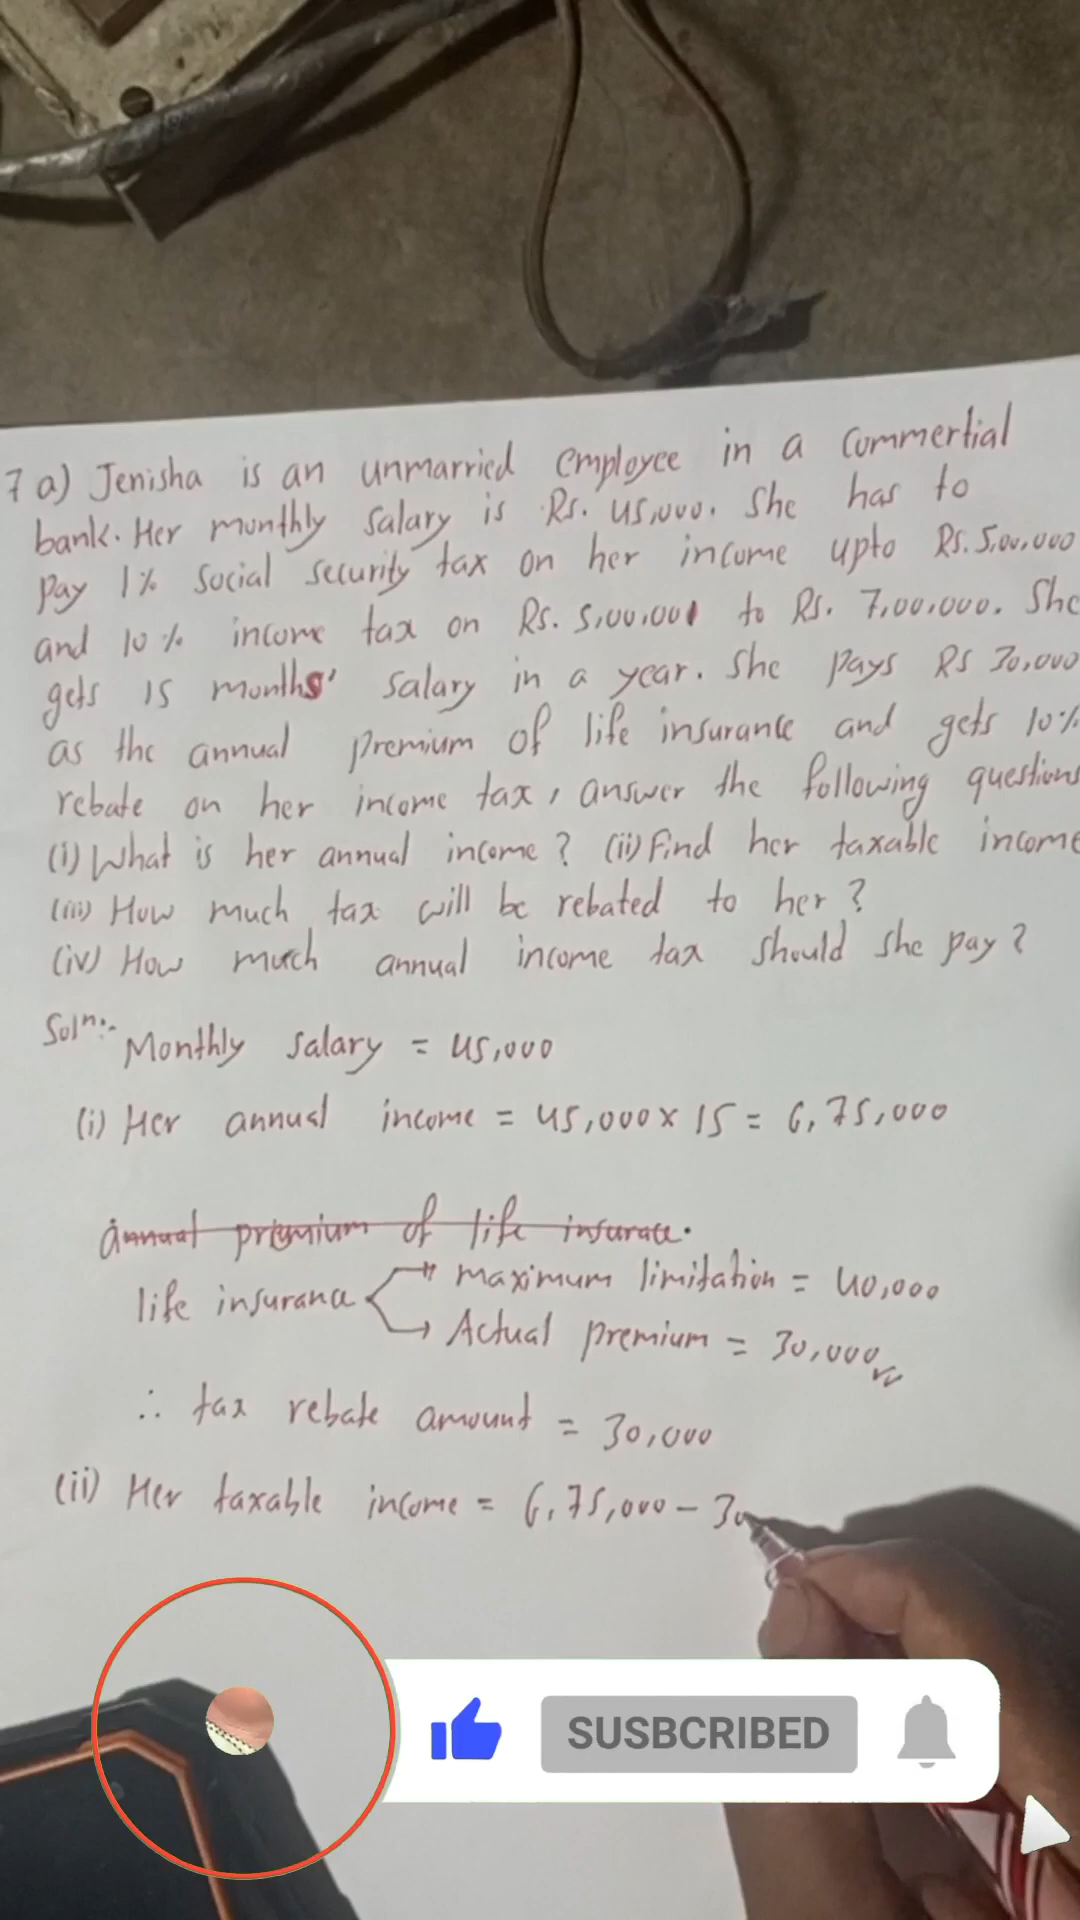 7 a) Jenisha is an unmarried employee in a Commertial
bank. Her monthly salary is Rs. 45,000. She has to
pay 1% social security tax on her income upto Rs. 5,00,000
and 10% income tax on Rs. 5,00,001 to Rs. 7,00,000. She
gets 15 months' salary in a year. She pays Rs 30,000
as the annual premium of life insurance and gets 10%
rebate on her income tax, answer the following questions
(i) What is her annual income? (ii) Find her taxable income
(iii) How much tax will be rebated to her?
(iv) How much annual income tax should she pay?
Soln:-
Monthly salary = 45,000
(i) Her annual income = 45,000 x 15 = 6,75,000
Annual premium of life insurace.
life insurance → maximum limitation = 40,000
→ Actual premium = 30,000
∴ tax rebate amount = 30,000
(ii) Her taxable income = 6,75,000 - 30
SUSBCRIBED